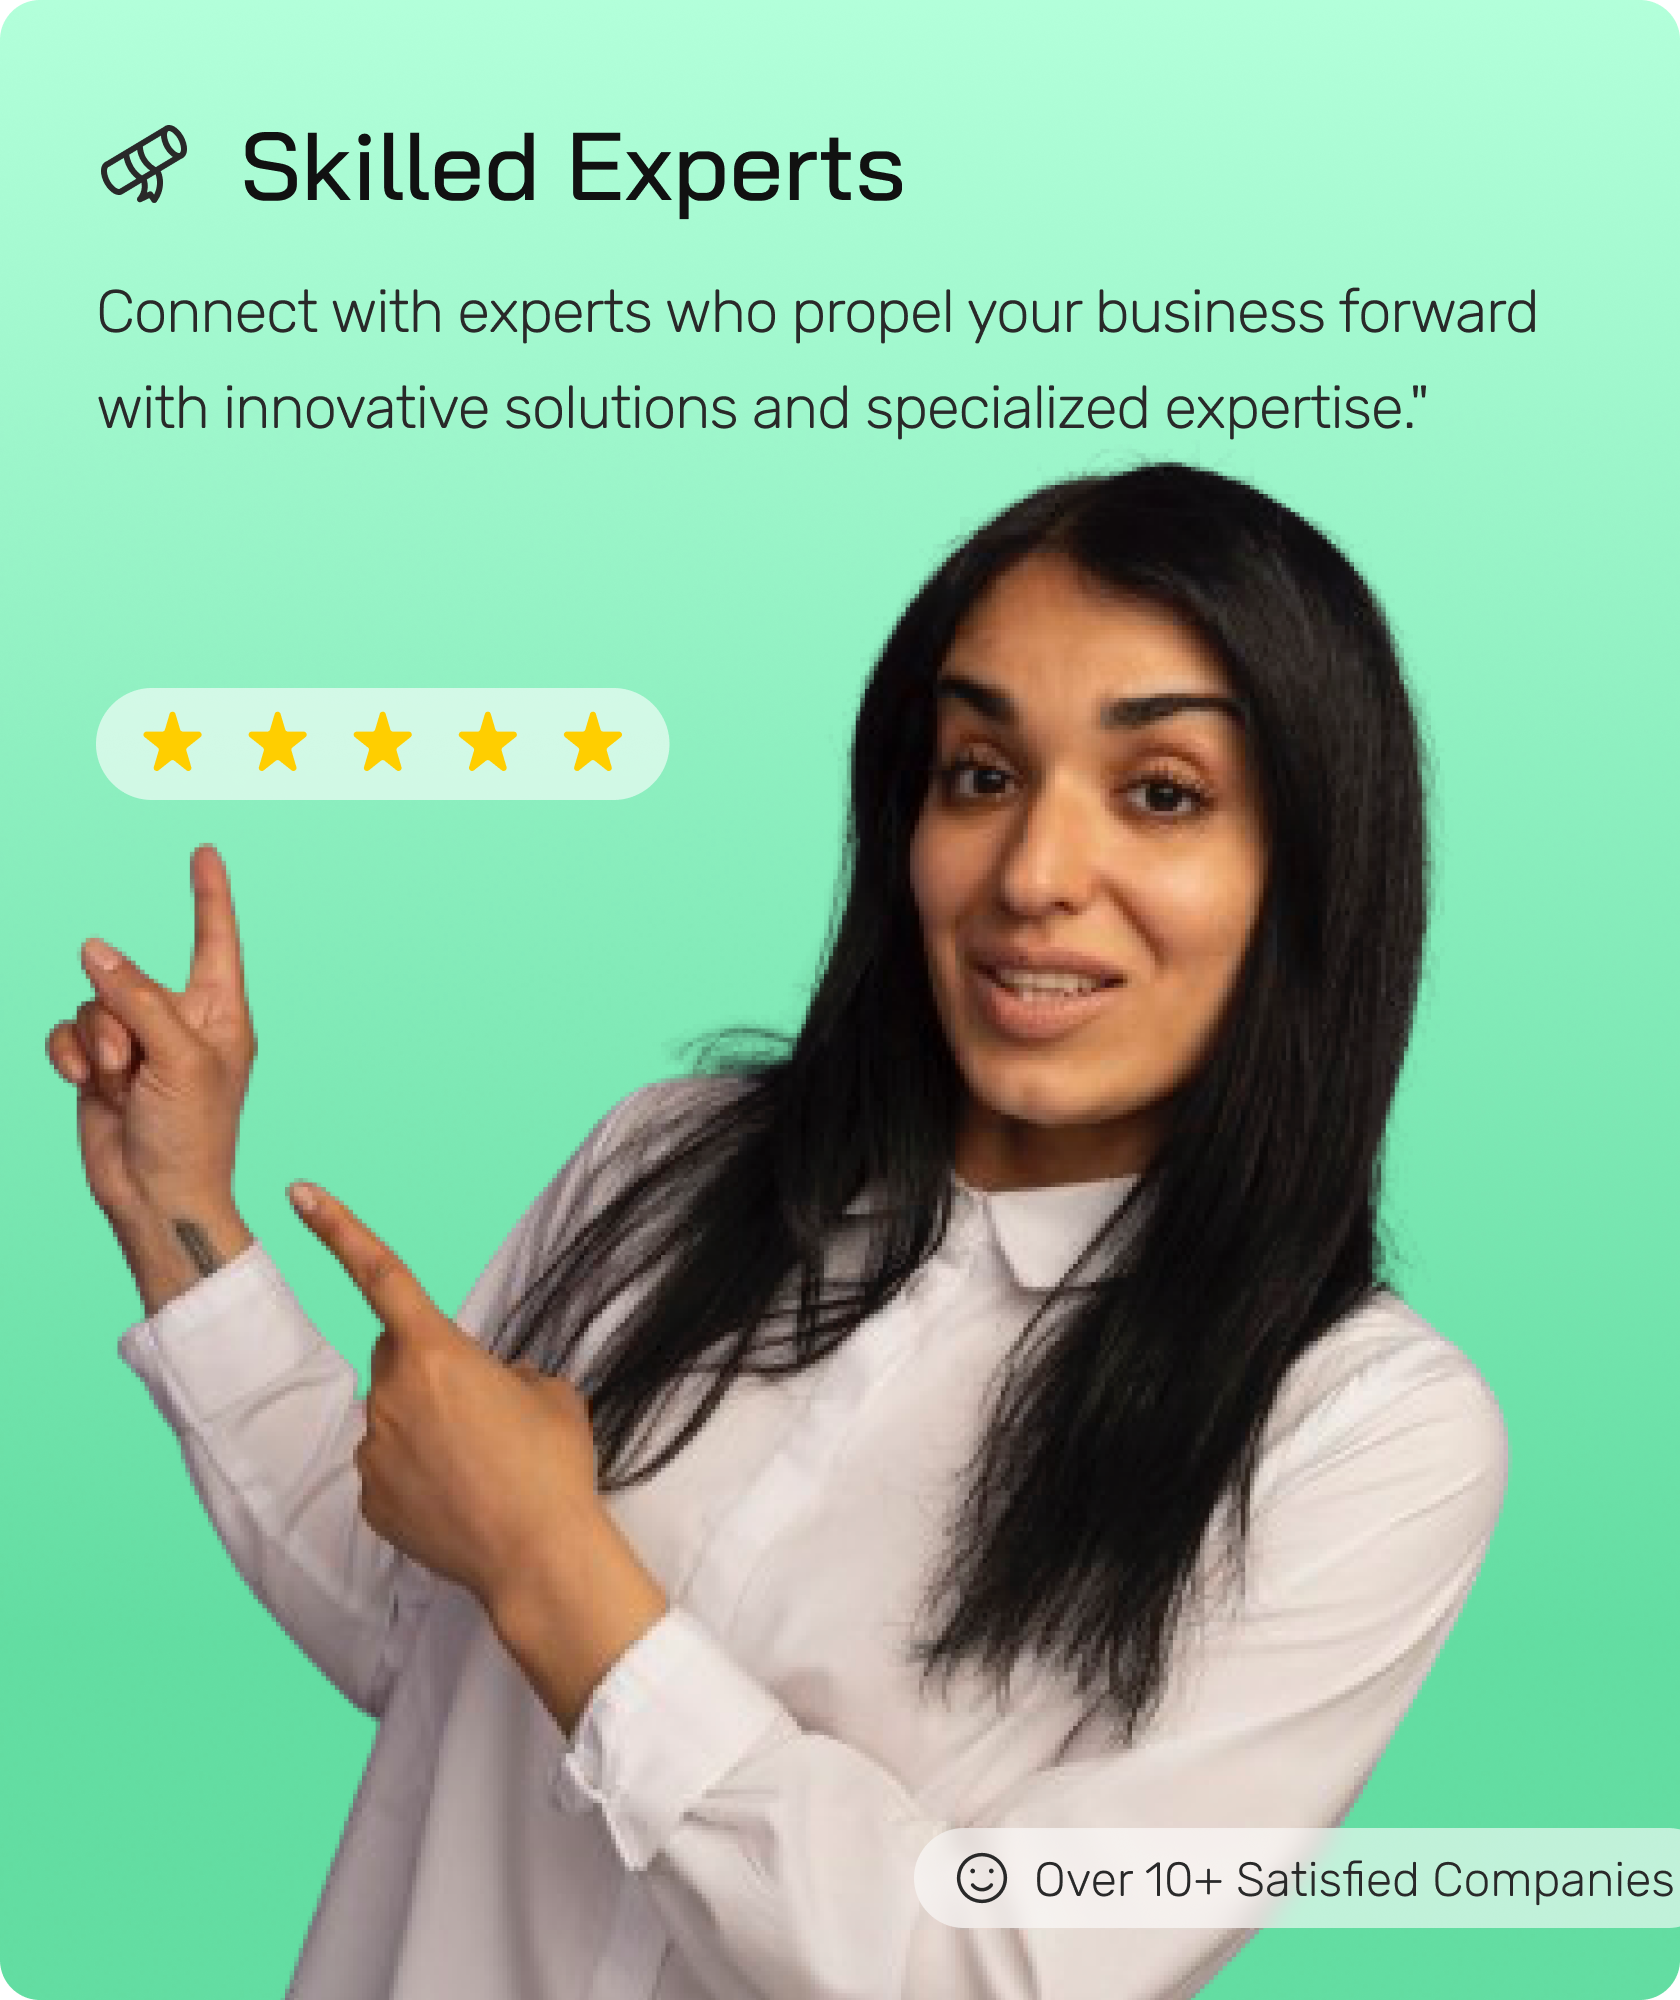 Skilled Experts
Connect with experts who propel your business forward
with innovative solutions and specialized expertise."
Over 10+ Satisfied Companies